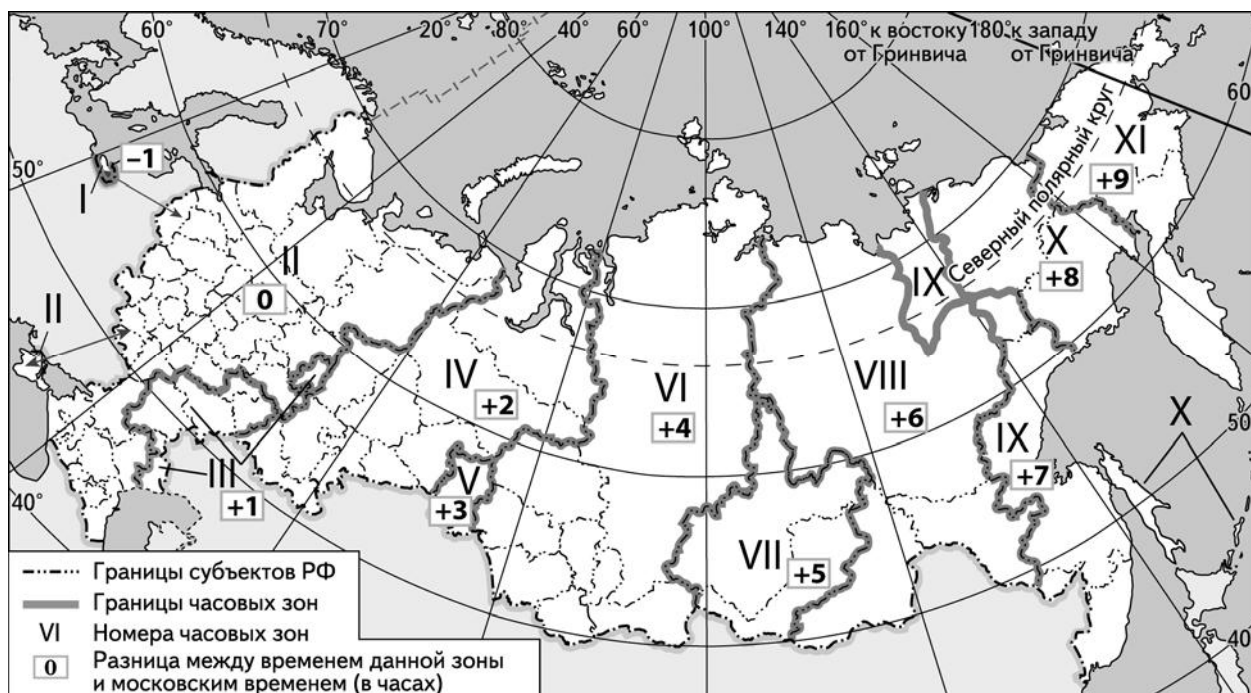 60°
70°
20°
40°
60°
80°
100°
120°
140°
160° к востоку
от Гринвича
180° к западу
от Гринвича
60°
50°
–1
I
II
0
II
40°
III
+1
IV
+2
V
+3
VI
+4
VII
+5
VIII
+6
IX
IX
+7
X
+8
XI
+9
Северный полярный круг
X
50
40°
Границы субъектов РФ
Границы часовых зон
VI Номера часовых зон
0 Разница между временем данной зоны
и московским временем (в часах)